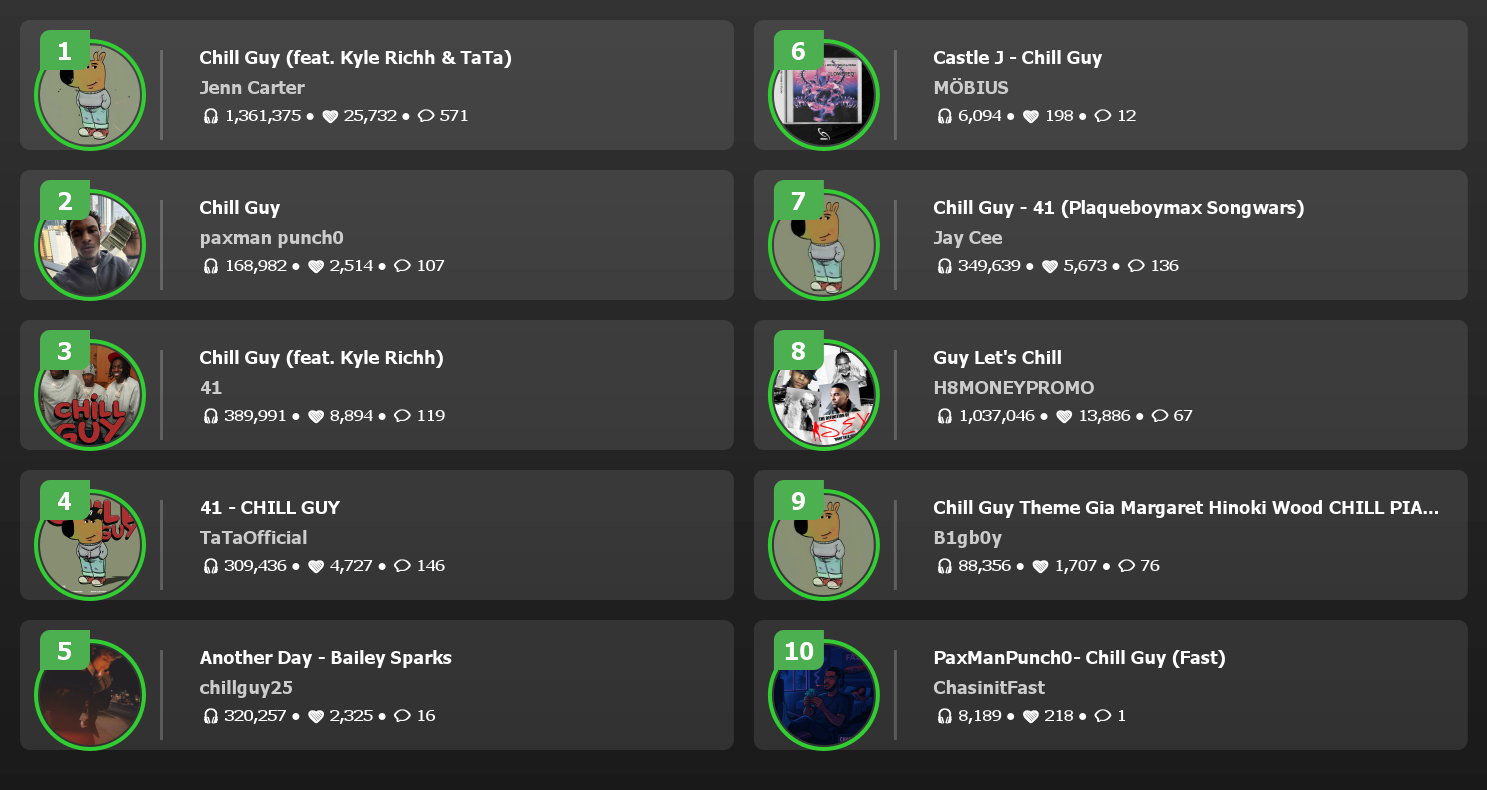 1
Chill Guy (feat. Kyle Richh & TaTa)
Jenn Carter
1,361,375 • 25,732 • 571
2
Chill Guy
paxman punch0
168,982 • 2,514 • 107
3
Chill Guy (feat. Kyle Richh)
41
389,991 • 8,894 • 119
CHILL
GUY
4
41 - CHILL GUY
TaTaOfficial
309,436 • 4,727 • 146
GUY
5
Another Day - Bailey Sparks
chillguy25
320,257 • 2,325 • 16
6
Castle J - Chill Guy
MÖBIUS
6,094 • 198 • 12
7
Chill Guy - 41 (Plaqueboymax Songwars)
Jay Cee
349,639 • 5,673 • 136
8
Guy Let's Chill
H8MONEYPROMO
1,037,046 • 13,886 • 67
9
Chill Guy Theme Gia Margaret Hinoki Wood CHILL PIA...
B1gb0y
88,356 • 1,707 • 76
10
PaxManPunch0- Chill Guy (Fast)
ChasinitFast
8,189 • 218 • 1